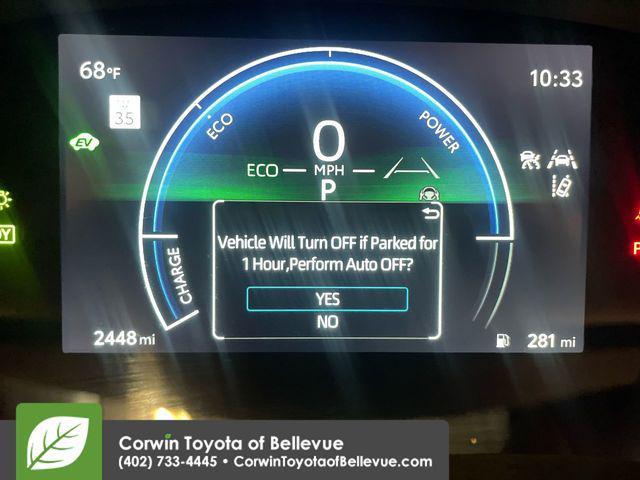 68°F
10:33
35
EV
ECO
POWER
0
ECO
MPH
P
Vehicle Will Turn OFF if Parked for
1 Hour,Perform Auto OFF?
YES
NO
CHARGE
2448 mi
281 mi
Corwin Toyota of Bellevue
(402) 733-4445 • CorwinToyotaofBellevue.com